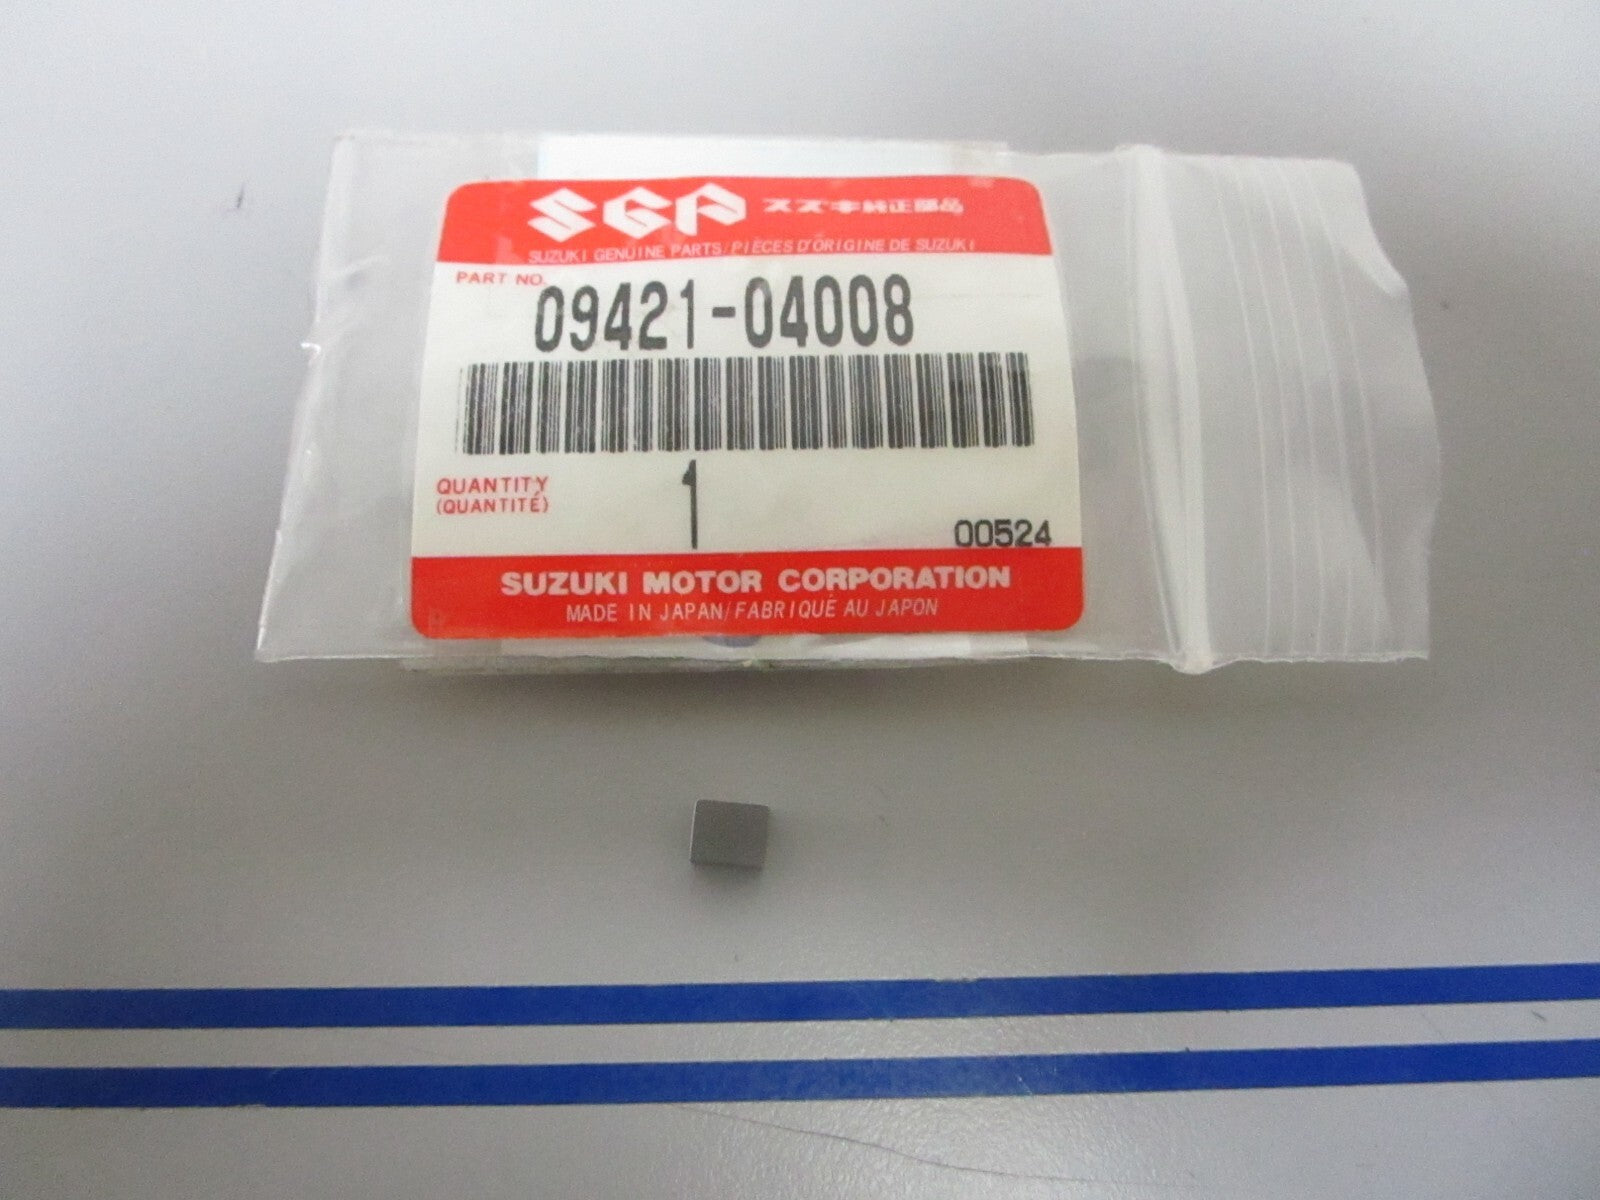 SGP スズキ純正部品
SUZUKI GENUINE PARTS/PIÈCES D'ORIGINE DE SUZUKI
PART NO.
09421-04008
QUANTITY 1
(QUANTITÉ)
00524
SUZUKI MOTOR CORPORATION
MADE IN JAPAN/FABRIQUÉ AU JAPON